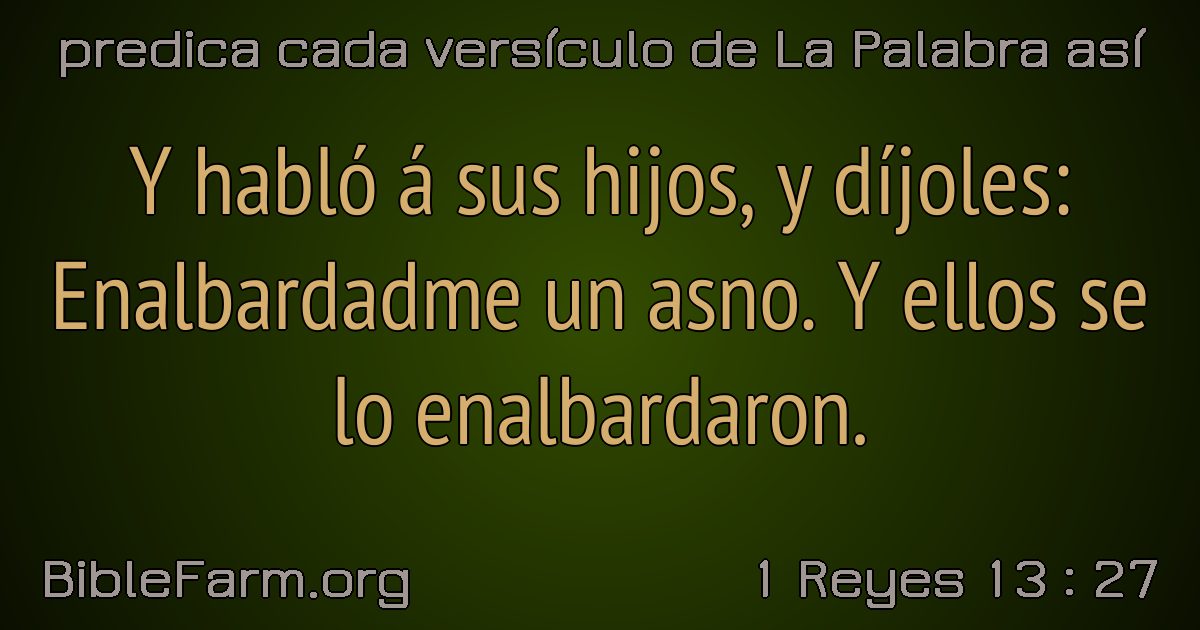 predica cada versículo de La Palabra así
Y habló á sus hijos, y díjoles:
Enalbardadme un asno. Y ellos se
lo enalbardaron.
BibleFarm.org
1 Reyes 13 : 27